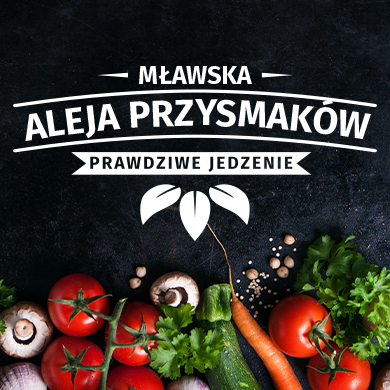 MŁAWSKA
ALEJA PRZYSMAKÓW
PRAWDZIWE JEDZENIE